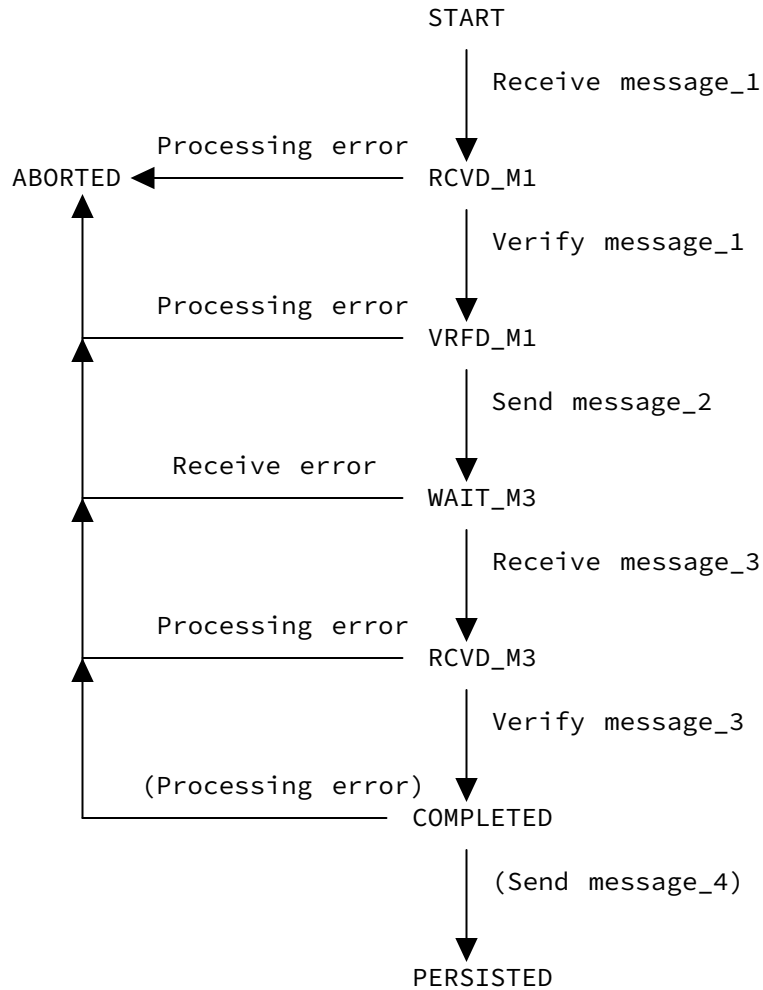 START
Receive message_1
Processing error
ABORTED
RCVD_M1
Verify message_1
Processing error
VRFD_M1
Send message_2
Receive error
WAIT_M3
Receive message_3
Processing error
RCVD_M3
Verify message_3
(Processing error)
COMPLETED
(Send message_4)
PERSISTED